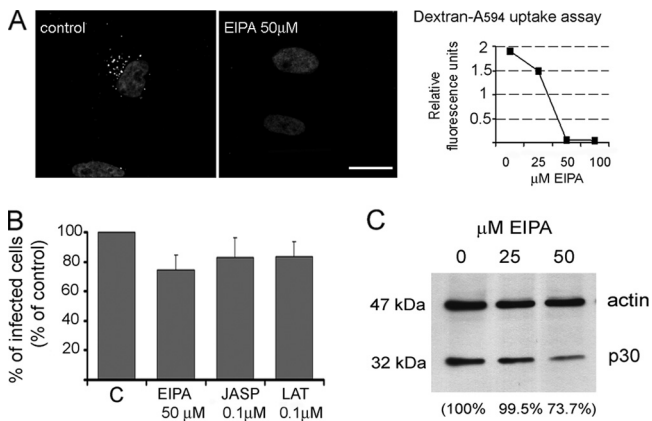 A
control
EIPA 50μM
Dextran-A594 uptake assay
Relative
fluorescence units
2
1.5
1
0.5
0 25 50 100
μM EIPA
B
% of infected cells
(% of control)
100
80
60
40
20
C
EIPA
50 μM
JASP
0.1μM
LAT
0.1μM
C
μM EIPA
0 25 50
47 kDa
actin
32 kDa
p30
(100% 99.5% 73.7%)